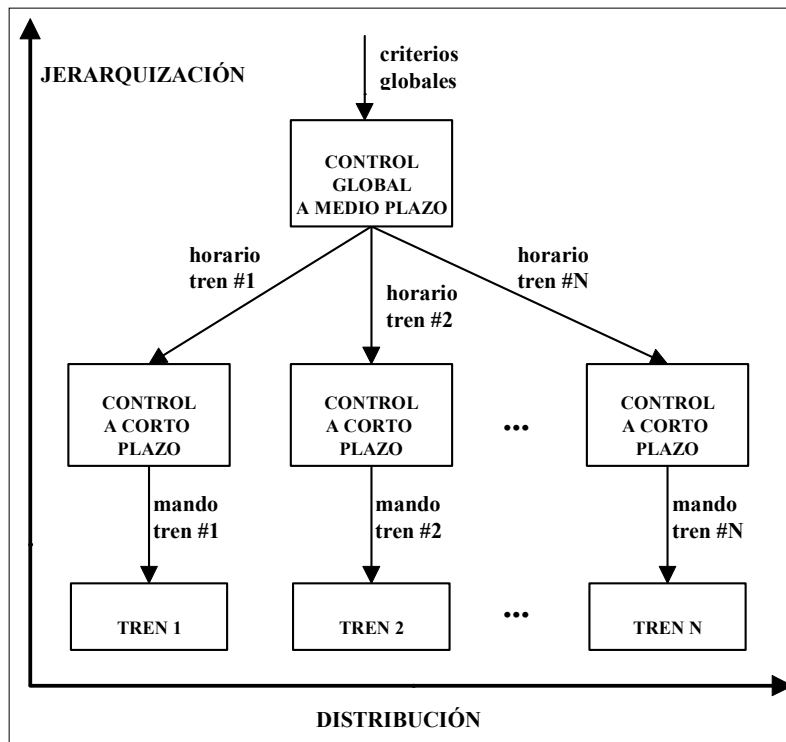 JERARQUIZACIÓN
criterios
globales
CONTROL
GLOBAL
A MEDIO PLAZO
horario
tren #1
horario
tren #2
horario
tren #N
CONTROL
A CORTO
PLAZO
CONTROL
A CORTO
PLAZO
...
CONTROL
A CORTO
PLAZO
mando
tren #1
mando
tren #2
mando
tren #N
TREN 1
TREN 2
...
TREN N
DISTRIBUCIÓN